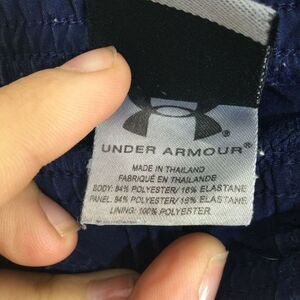 UNDER ARMOUR®
MADE IN THAILAND
FABRIQUÉ EN THAILANDE
BODY: 84% POLYESTER/ 16% ELASTANE
PANEL: 84% POLYESTER/ 16% ELASTANE
LINING: 100% POLYESTER